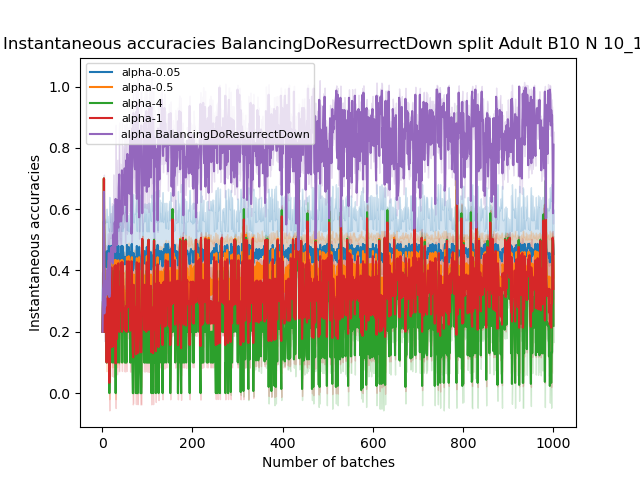 Instantaneous accuracies BalancingDoResurrectDown split Adult B10 N 10_1
alpha-0.05
alpha-0.5
alpha-4
alpha-1
alpha BalancingDoResurrectDown
Instantaneous accuracies
1.0
0.8
0.6
0.4
0.2
0.0
0 200 400 600 800 1000
Number of batches